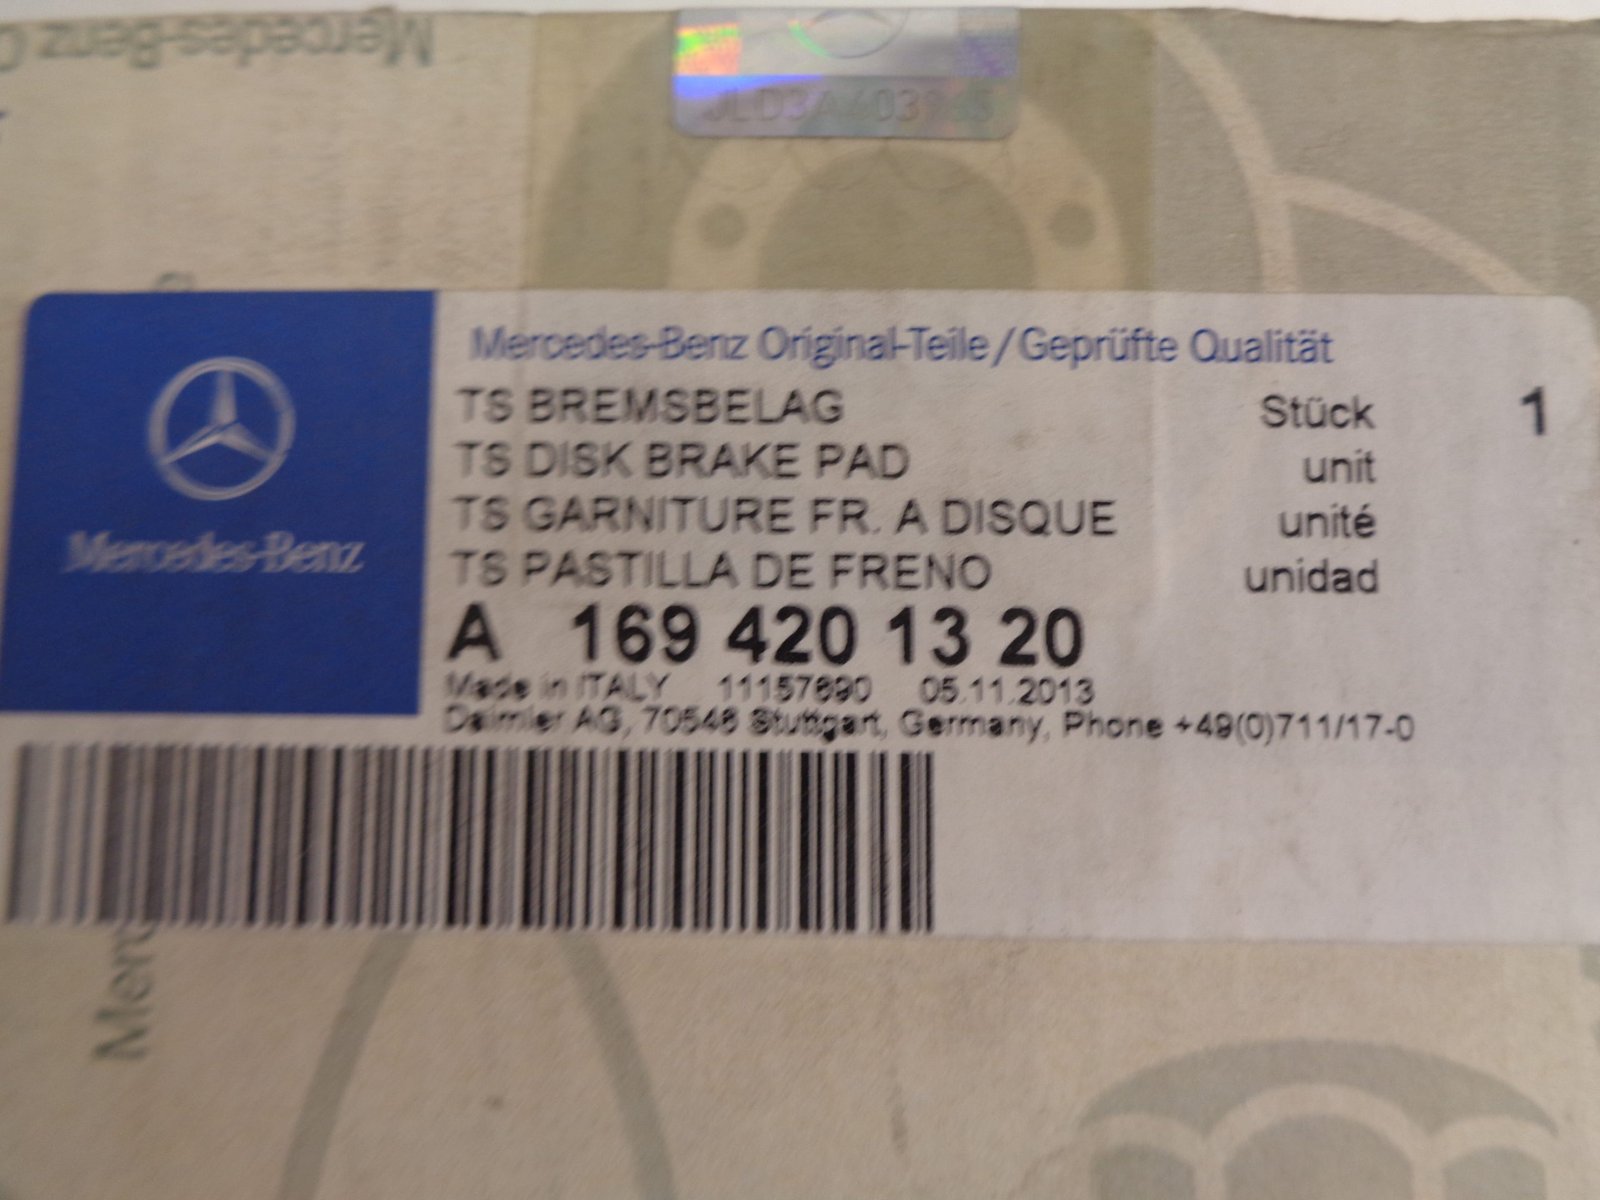 Mercedes-Benz
Mercedes-Benz Original-Teile/Geprüfte Qualität
TS BREMSBELAG Stück 1
TS DISK BRAKE PAD unit
TS GARNITURE FR. A DISQUE unité
TS PASTILLA DE FRENO unidad
A 169 420 13 20
Mercedes-Benz
Made in ITALY 11157690 05.11.2013
Daimler AG, 70546 Stuttgart, Germany, Phone +49(0)711/17-0